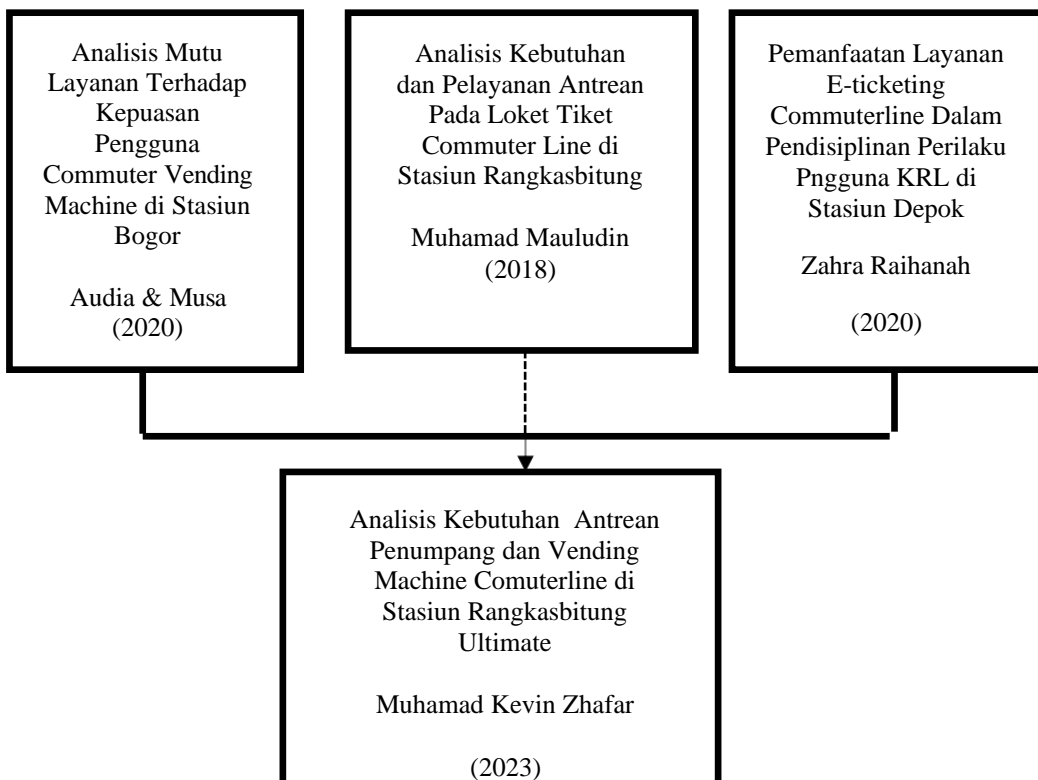 Analisis Mutu
Layanan Terhadap
Kepuasan
Pengguna
Commuter Vending
Machine di Stasiun
Bogor
Audia & Musa
(2020)
Analisis Kebutuhan
dan Pelayanan Antrean
Pada Loket Tiket
Commuter Line di
Stasiun Rangkasbitung
Muhamad Mauludin
(2018)
Pemanfaatan Layanan
E-ticketing
Commuterline Dalam
Pendisiplinan Perilaku
Pngguna KRL di
Stasiun Depok
Zahra Raihanah
(2020)
Analisis Kebutuhan Antrean
Penumpang dan Vending
Machine Comuterline di
Stasiun Rangkasbitung
Ultimate
Muhamad Kevin Zhafar
(2023)